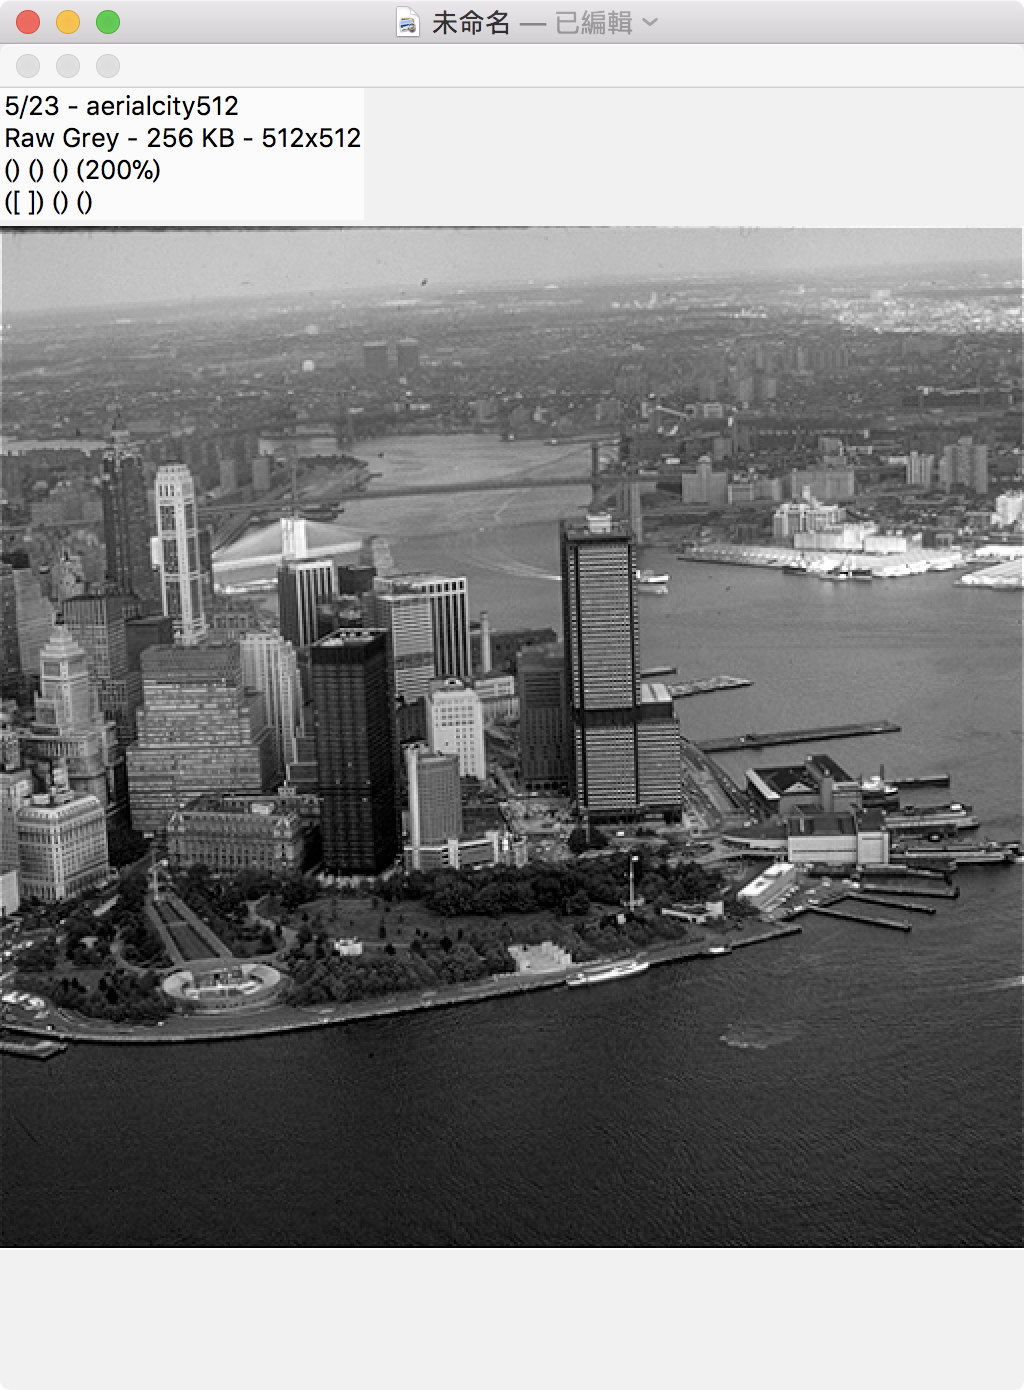 未命名 — 已編輯
5/23 - aerialcity512
Raw Grey - 256 KB - 512x512
() () () (200%)
([ ]) () ()